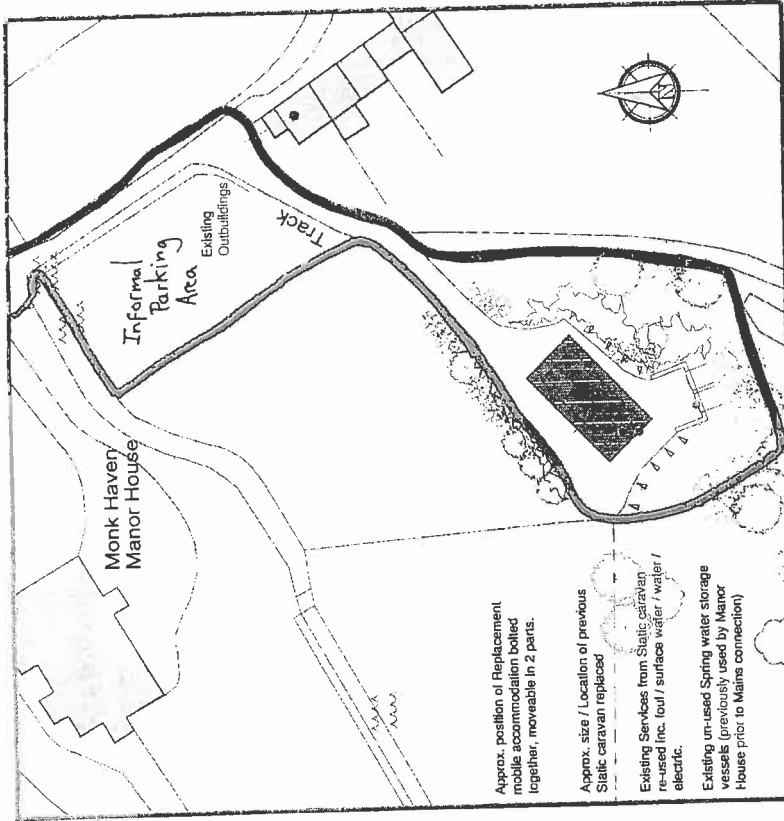 Informal
Parking
Area
Existing
Outbuildings
Track
Monk Haven
Manor House
N
Approx. position of Replacement
mobile accommodation bolted
together, moveable in 2 parts.
Approx. size / Location of previous
Static caravan replaced
Existing Services from Static caravan
re-used inc. foul / surface water / water /
electric.
Existing un-used Spring water storage
vessels (previously used by Manor
House prior to Mains connection)